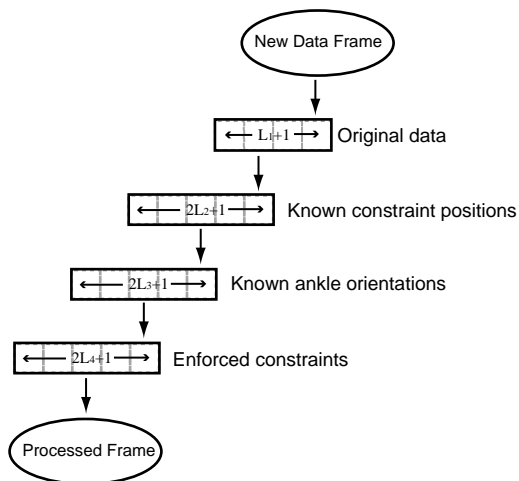 New Data Frame
L1+1
Original data
2L2+1
Known constraint positions
2L3+1
Known ankle orientations
2L4+1
Enforced constraints
Processed Frame